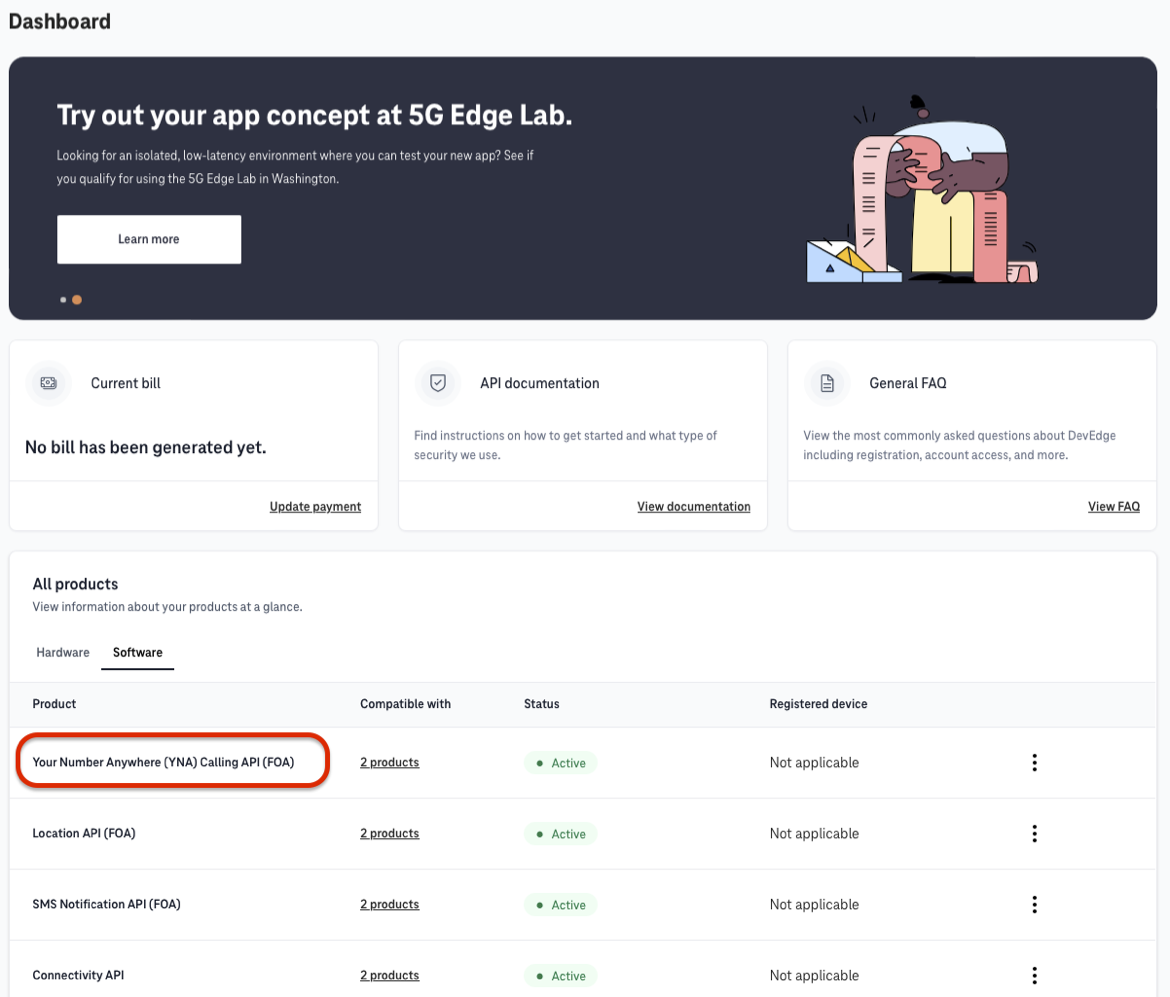 Dashboard
Try out your app concept at 5G Edge Lab.
Looking for an isolated, low-latency environment where you can test your new app? See if
you qualify for using the 5G Edge Lab in Washington.
Learn more
Current bill
No bill has been generated yet.
Update payment
API documentation
Find instructions on how to get started and what type of
security we use.
View documentation
General FAQ
View the most commonly asked questions about DevEdge
including registration, account access, and more.
View FAQ
All products
View information about your products at a glance.
Hardware Software
Product Compatible with Status Registered device
Your Number Anywhere (YNA) Calling API (FOA) 2 products Active Not applicable
Location API (FOA) 2 products Active Not applicable
SMS Notification API (FOA) 2 products Active Not applicable
Connectivity API 2 products Active Not applicable